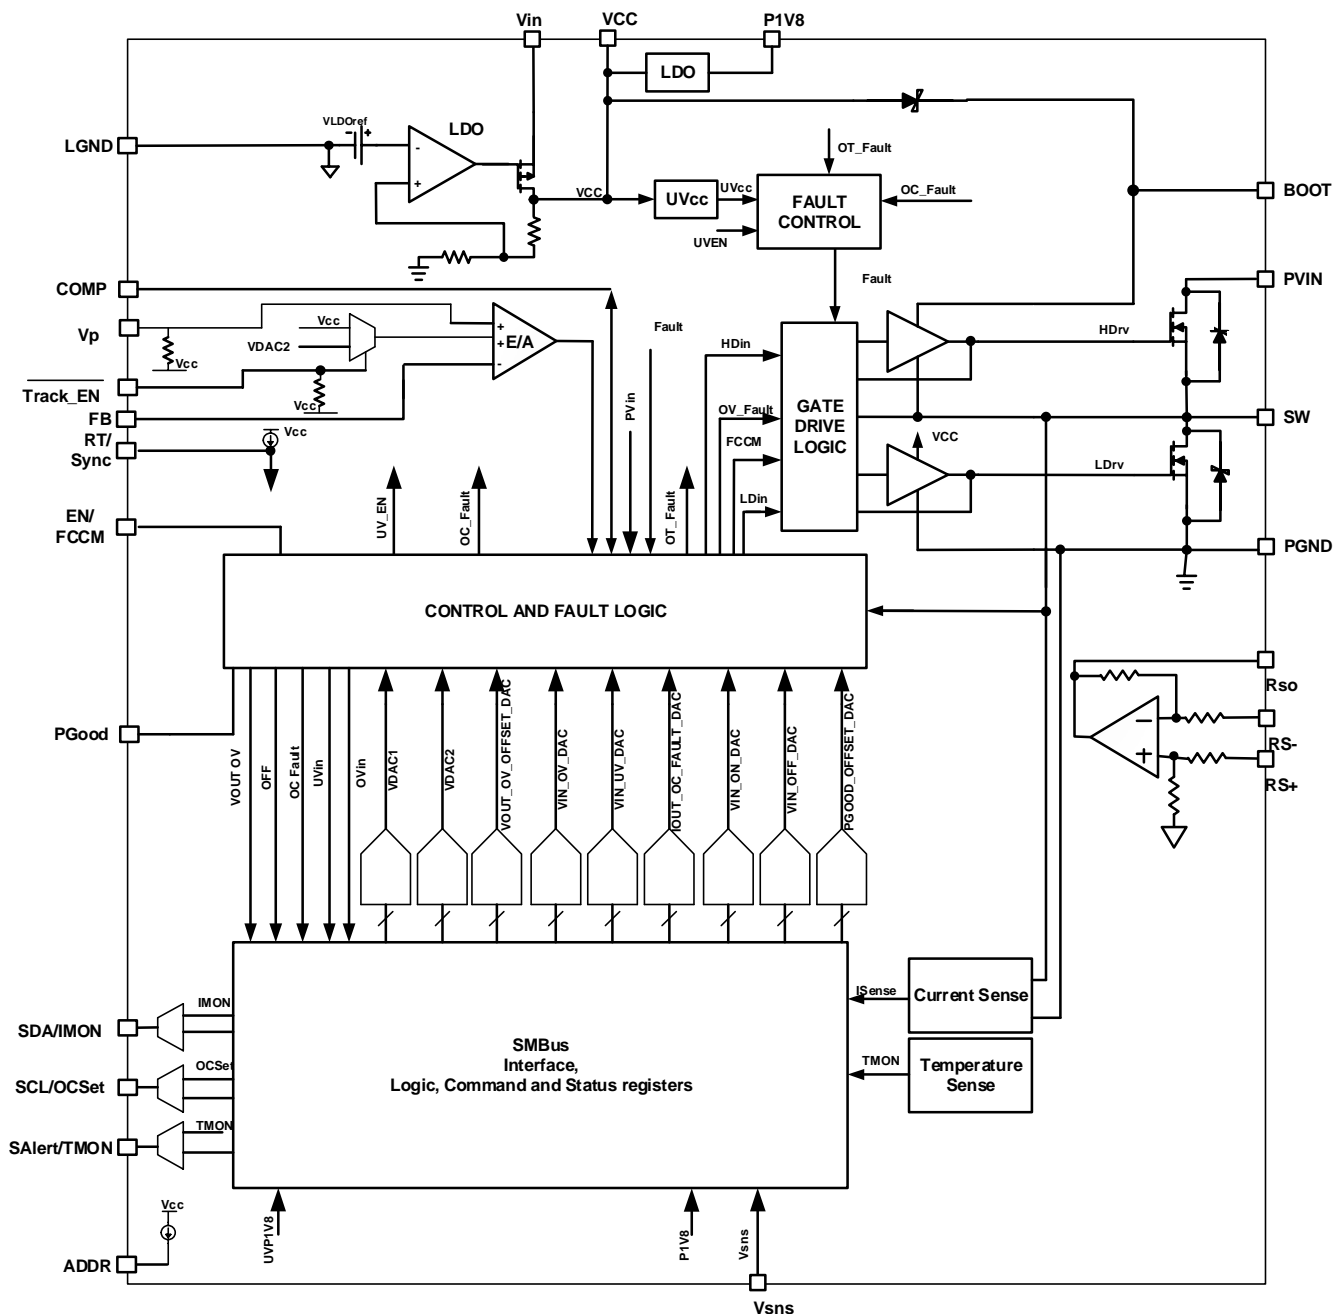 Vin
VCC
P1V8
LDO
VLDOref
-
+
LDO
LGND
-
+
OT_Fault
VCC
UVcc
UVcc
FAULT
CONTROL
OC_Fault
BOOT
UVEN
COMP
Fault
PVIN
Vp
Vcc
VDAC2
+
+
-
E/A
Fault
HDin
HDrv
Vcc
Track_EN
Vcc
FB
PVin
OV_Fault
GATE
DRIVE
LOGIC
SW
RT/
Sync
Vcc
FCCM
VCC
LDrv
UV_EN
OC_Fault
OT_Fault
LDin
EN/
FCCM
PGND
CONTROL AND FAULT LOGIC
Rso
PGood
RS-
RS+
−
+
VOUT OV
OFF
OC Fault
UVin
OVin
VDAC1
VDAC2
VOUT_OV_OFFSET_DAC
VIN_OV_DAC
VIN_UV_DAC
IOUT_OC_FAULT_DAC
VIN_ON_DAC
VIN_OFF_DAC
PGOOD_OFFSET_DAC
ISense
Current Sense
IMON
SDA/IMON
SMBus
Interface,
Logic, Command and Status registers
TMON
Temperature
Sense
OCSet
SCL/OCSet
TMON
SAlert/TMON
Vcc
ADDR
UVP1V8
P1V8
Vsns
Vsns